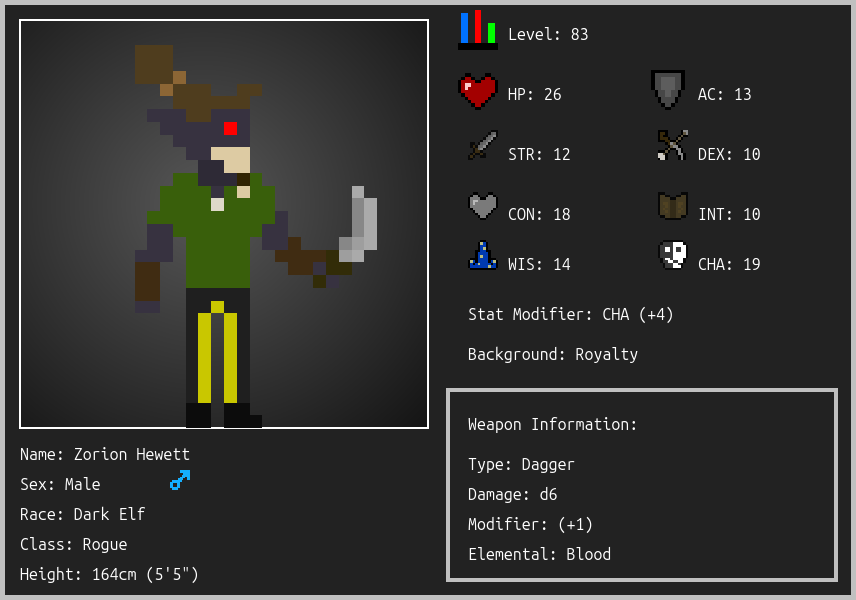 Level: 83
HP: 26
AC: 13
STR: 12
DEX: 10
CON: 18
INT: 10
WIS: 14
CHA: 19
Stat Modifier: CHA (+4)
Background: Royalty
Weapon Information:
Type: Dagger
Damage: d6
Modifier: (+1)
Elemental: Blood
Name: Zorion Hewett
Sex: Male
Race: Dark Elf
Class: Rogue
Height: 164cm (5'5")